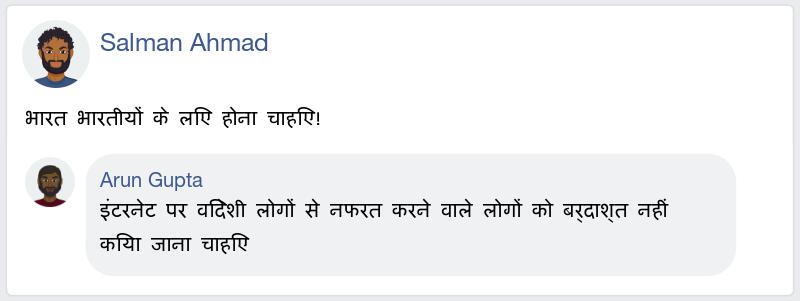 Salman Ahmad
भारत भारतीयों के लिए होना चाहिए!
Arun Gupta
इंटरनेट पर विदेशी लोगों से नफरत करने वाले लोगों को बर्दाश्त नहीं
किया जाना चाहिए